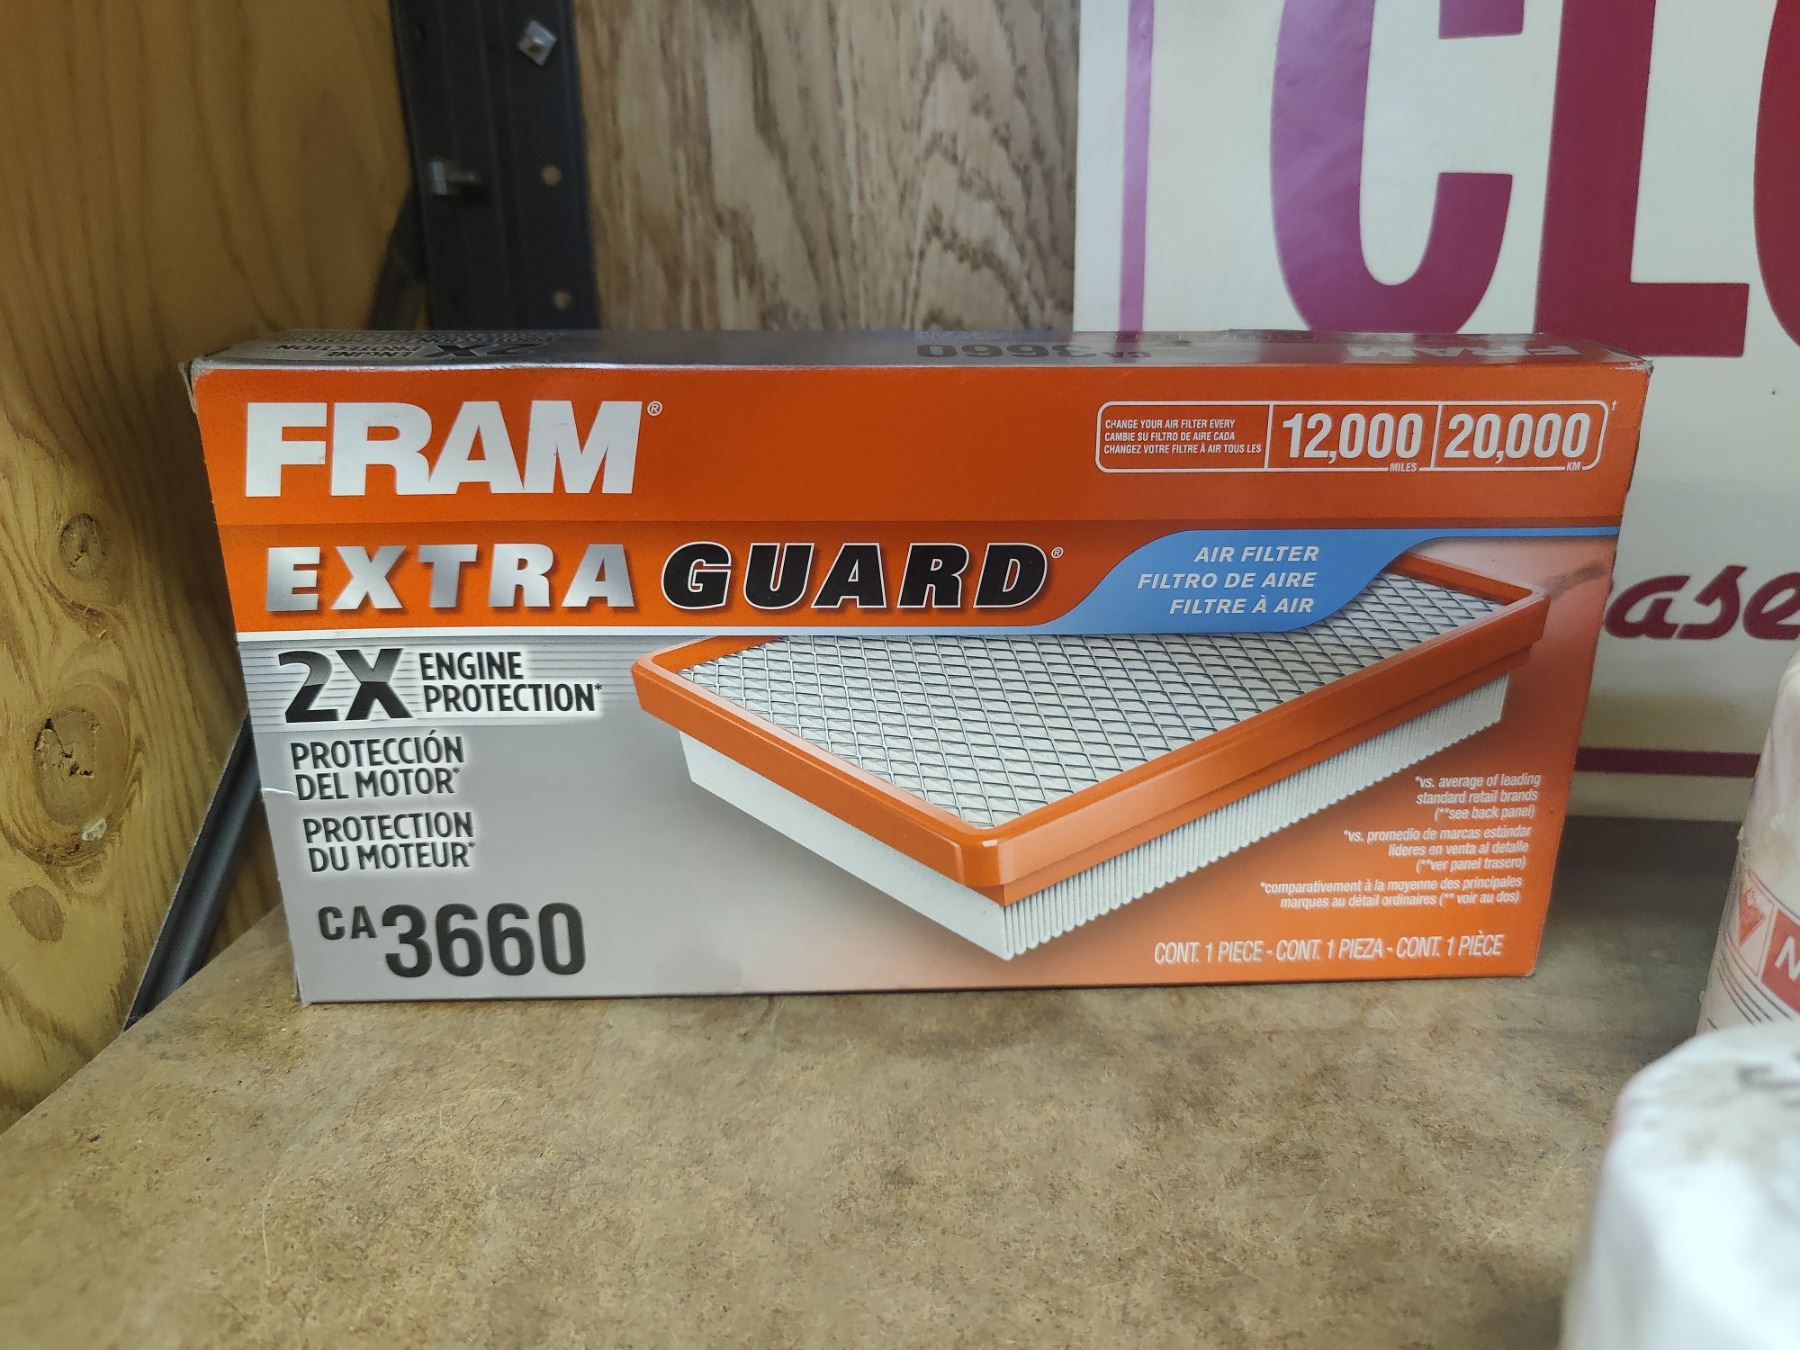 CL
ase
2X ENGINE
CA3660
FRAM
FRAM®
CHANGE YOUR AIR FILTER EVERY
CAMBIE SU FILTRO DE AIRE CADA
CHANGEZ VOTRE FILTRE À AIR TOUS LES
12,000 MILES
20,000 KM†
EXTRA GUARD®
AIR FILTER
FILTRO DE AIRE
FILTRE À AIR
2X ENGINE
PROTECTION*
PROTECCIÓN
DEL MOTOR*
PROTECTION
DU MOTEUR*
CA3660
*vs. average of leading
standard retail brands
(**see back panel)
*vs. promedio de marcas estándar
líderes en venta al detalle
(**ver panel trasero)
*comparativement à la moyenne des principales
marques au détail ordinaires (** voir au dos)
CONT. 1 PIECE - CONT. 1 PIEZA - CONT. 1 PIÈCE
N